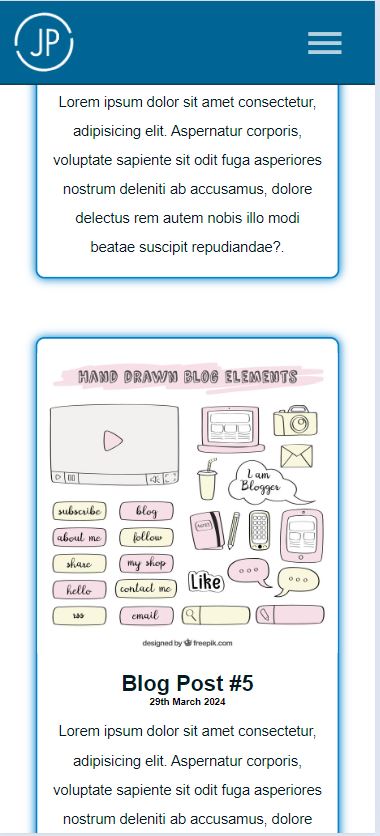 JP
Lorem ipsum dolor sit amet consectetur,
adipisicing elit. Aspernatur corporis,
voluptate sapiente sit odit fuga asperiores
nostrum deleniti ab accusamus, dolore
delectus rem autem nobis illo modi
beatae suscipit repudiandae?.
HAND DRAWN BLOG ELEMENTS
I am
Blogger
subscribe
blog
about me
follow
NOTES
share
my shop
Like
hello
contact me
rss
email
designed by freepik.com
Blog Post #5
29th March 2024
Lorem ipsum dolor sit amet consectetur,
adipisicing elit. Aspernatur corporis,
voluptate sapiente sit odit fuga asperiores
nostrum deleniti ab accusamus, dolore